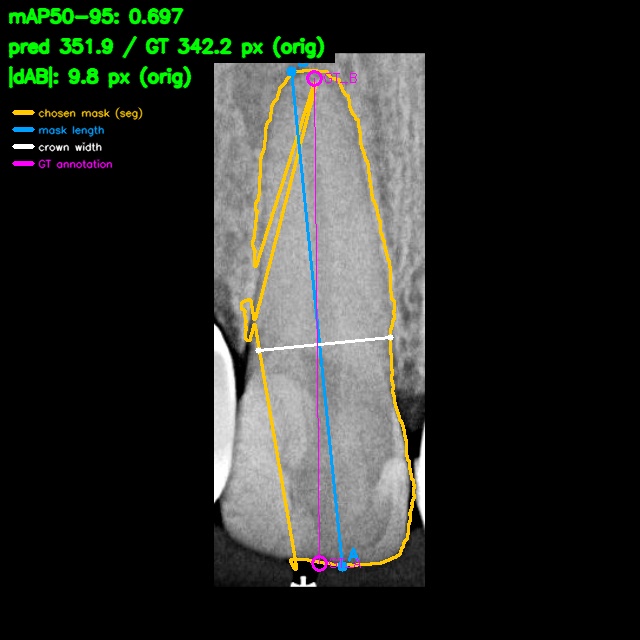 mAP50-95: 0.697
pred 351.9 / GT 342.2 px (orig)
|dAB|: 9.8 px (orig)
chosen mask (seg)
mask length
crown width
GT annotation
GT_B
A